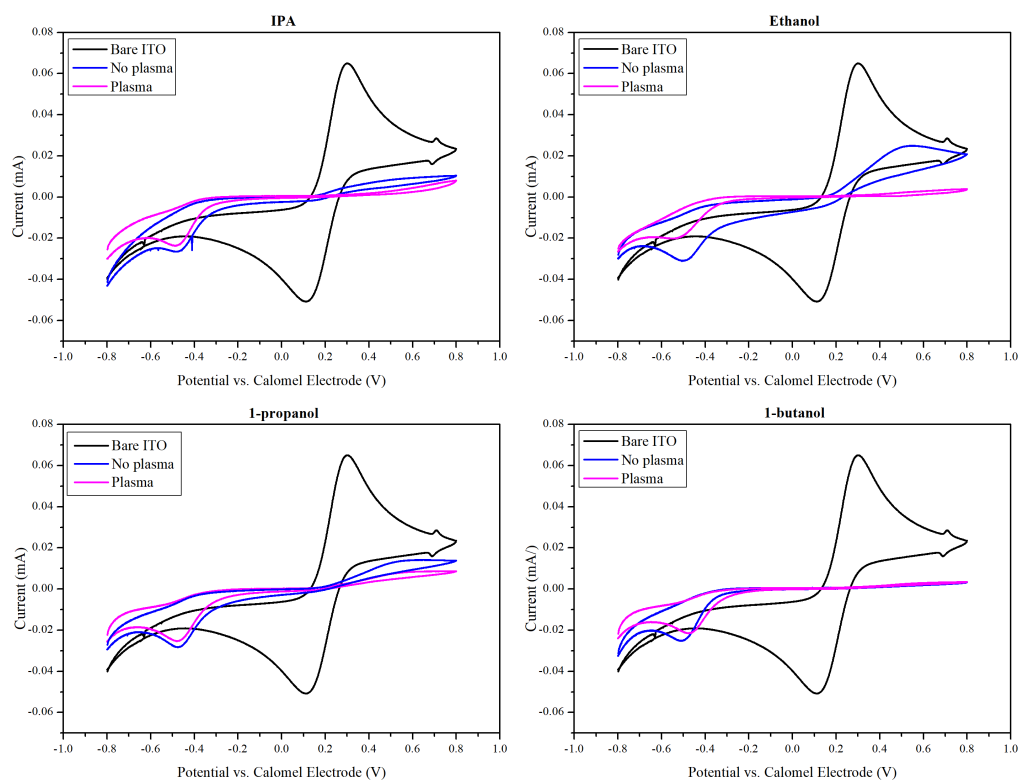 IPA
Bare ITO
No plasma
Plasma
Current (mA)
0.08
0.06
0.04
0.02
0.00
-0.02
-0.04
-0.06
-1.0 -0.8 -0.6 -0.4 -0.2 0.0 0.2 0.4 0.6 0.8 1.0
Potential vs. Calomel Electrode (V)
Ethanol
Bare ITO
No plasma
Plasma
Current (mA)
0.08
0.06
0.04
0.02
0.00
-0.02
-0.04
-0.06
-1.0 -0.8 -0.6 -0.4 -0.2 0.0 0.2 0.4 0.6 0.8 1.0
Potential vs. Calomel Electrode (V)
1-propanol
Bare ITO
No plasma
Plasma
Current (mA)
0.08
0.06
0.04
0.02
0.00
-0.02
-0.04
-0.06
-1.0 -0.8 -0.6 -0.4 -0.2 0.0 0.2 0.4 0.6 0.8 1.0
Potential vs. Calomel Electrode (V)
1-butanol
Bare ITO
No plasma
Plasma
Current (mA/)
0.08
0.06
0.04
0.02
0.00
-0.02
-0.04
-0.06
-1.0 -0.8 -0.6 -0.4 -0.2 0.0 0.2 0.4 0.6 0.8 1.0
Potential vs. Calomel Electrode (V)